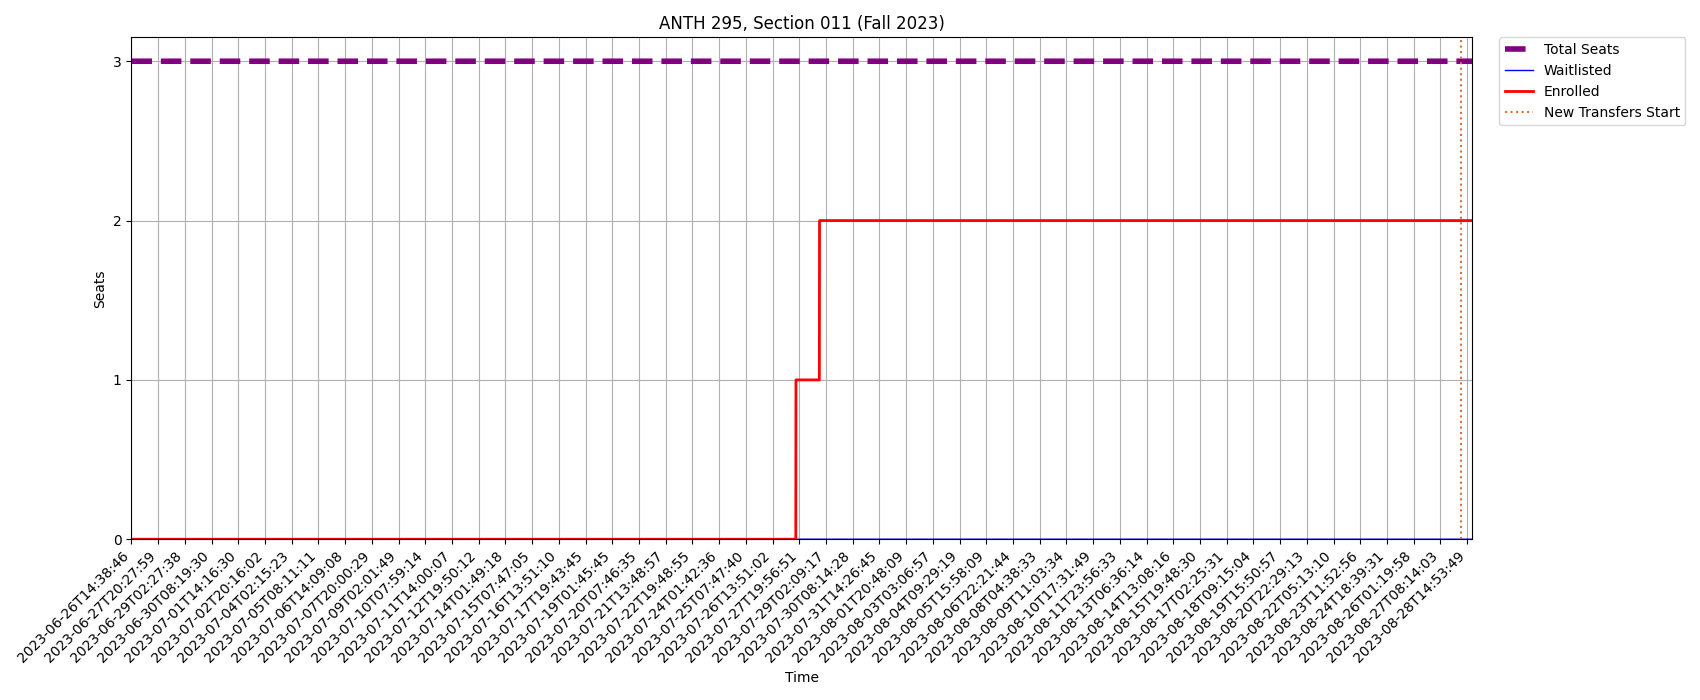 ANTH 295, Section 011 (Fall 2023)
Total Seats
Waitlisted
Enrolled
New Transfers Start
3
2
1
0
Seats
2023-06-26T14:38:46
2023-06-27T20:27:59
2023-06-29T02:27:38
2023-06-30T08:19:30
2023-07-01T14:16:30
2023-07-02T20:16:02
2023-07-04T02:15:23
2023-07-05T08:11:11
2023-07-06T14:09:08
2023-07-07T20:00:29
2023-07-09T02:01:49
2023-07-10T07:59:14
2023-07-11T14:00:07
2023-07-12T19:50:12
2023-07-14T01:49:18
2023-07-15T07:47:05
2023-07-16T13:51:10
2023-07-17T19:43:45
2023-07-19T01:45:45
2023-07-20T07:46:35
2023-07-21T13:48:57
2023-07-22T19:48:55
2023-07-24T01:42:36
2023-07-25T07:47:40
2023-07-26T13:51:02
2023-07-27T19:56:51
2023-07-29T02:09:17
2023-07-30T08:14:28
2023-07-31T14:26:45
2023-08-01T20:48:09
2023-08-03T03:06:57
2023-08-04T09:29:19
2023-08-05T15:58:09
2023-08-06T22:21:44
2023-08-08T04:38:33
2023-08-09T11:03:34
2023-08-10T17:31:49
2023-08-11T23:56:33
2023-08-13T06:36:14
2023-08-14T13:08:16
2023-08-15T19:48:30
2023-08-17T02:25:31
2023-08-18T09:15:04
2023-08-19T15:50:57
2023-08-20T22:29:13
2023-08-22T05:13:10
2023-08-23T11:52:56
2023-08-24T18:39:31
2023-08-26T01:19:58
2023-08-27T08:14:03
2023-08-28T14:53:49
Time